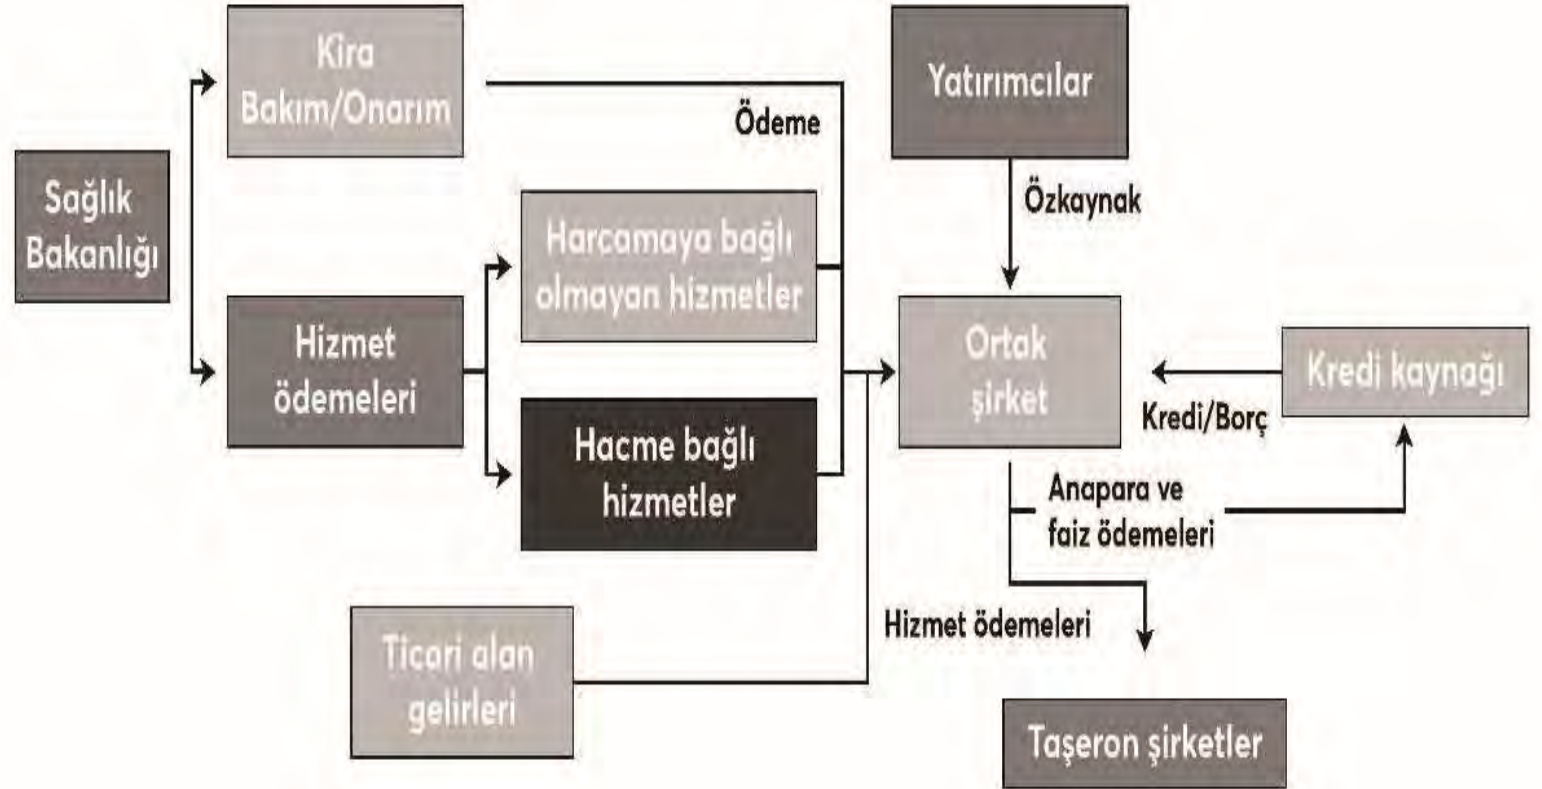 Kira
Bakım/Onarım
Yatırımcılar
Ödeme
Sağlık
Bakanlığı
Özkaynak
Harcamaya bağlı
olmayan hizmetler
Hizmet
ödemeleri
Ortak
şirket
Kredi kaynağı
Kredi/Borç
Hacme bağlı
hizmetler
Anapara ve
faiz ödemeleri
Hizmet ödemeleri
Ticari alan
gelirleri
Taşeron şirketler